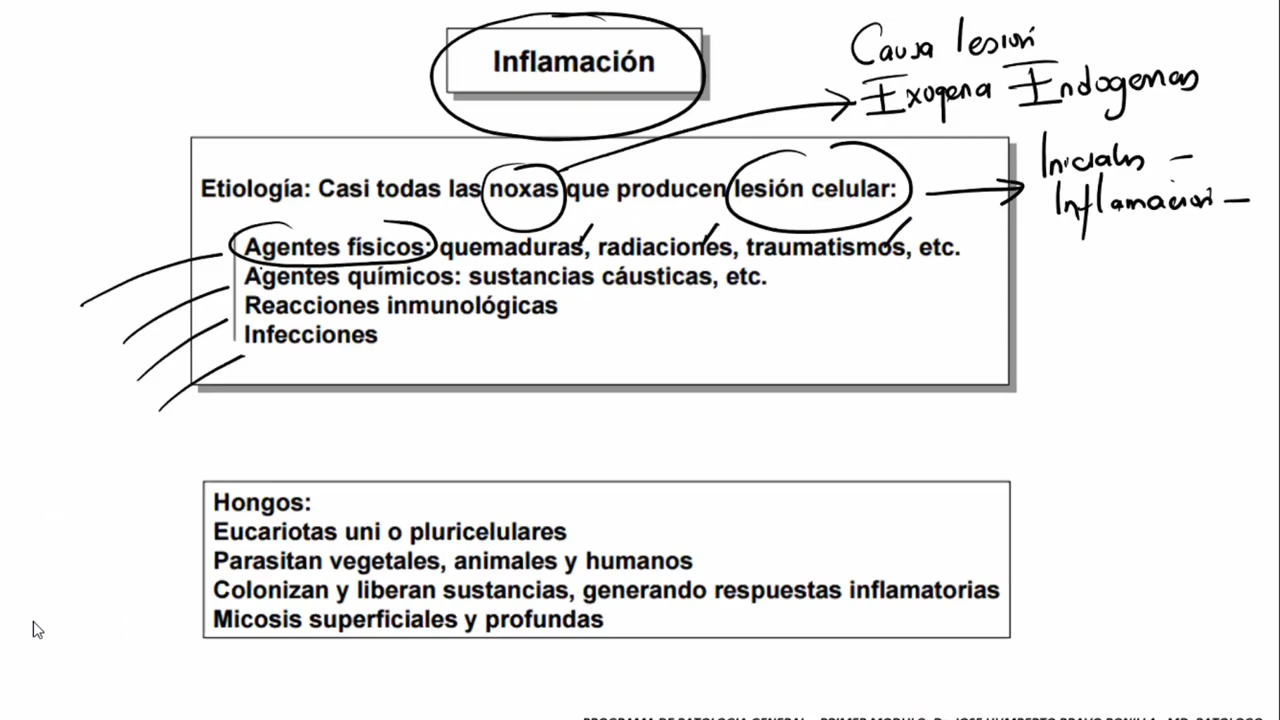 Inflamación
Causa lesión
Exogena Endogenas
Etiología: Casi todas las noxas que producen lesión celular:
Iniciales -
Inflamacion -
Agentes físicos: quemaduras, radiaciones, traumatismos, etc.
Agentes químicos: sustancias cáusticas, etc.
Reacciones inmunológicas
Infecciones
Hongos:
Eucariotas uni o pluricelulares
Parasitan vegetales, animales y humanos
Colonizan y liberan sustancias, generando respuestas inflamatorias
Micosis superficiales y profundas